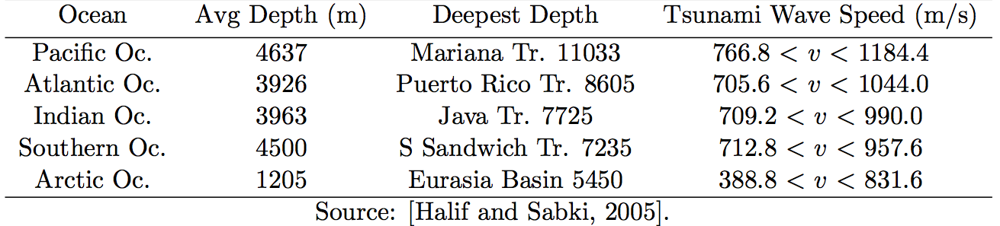 Ocean Avg Depth (m) Deepest Depth Tsunami Wave Speed (m/s)
Pacific Oc. 4637 Mariana Tr. 11033 766.8 < v < 1184.4
Atlantic Oc. 3926 Puerto Rico Tr. 8605 705.6 < v < 1044.0
Indian Oc. 3963 Java Tr. 7725 709.2 < v < 990.0
Southern Oc. 4500 S Sandwich Tr. 7235 712.8 < v < 957.6
Arctic Oc. 1205 Eurasia Basin 5450 388.8 < v < 831.6
Source: [Halif and Sabki, 2005].